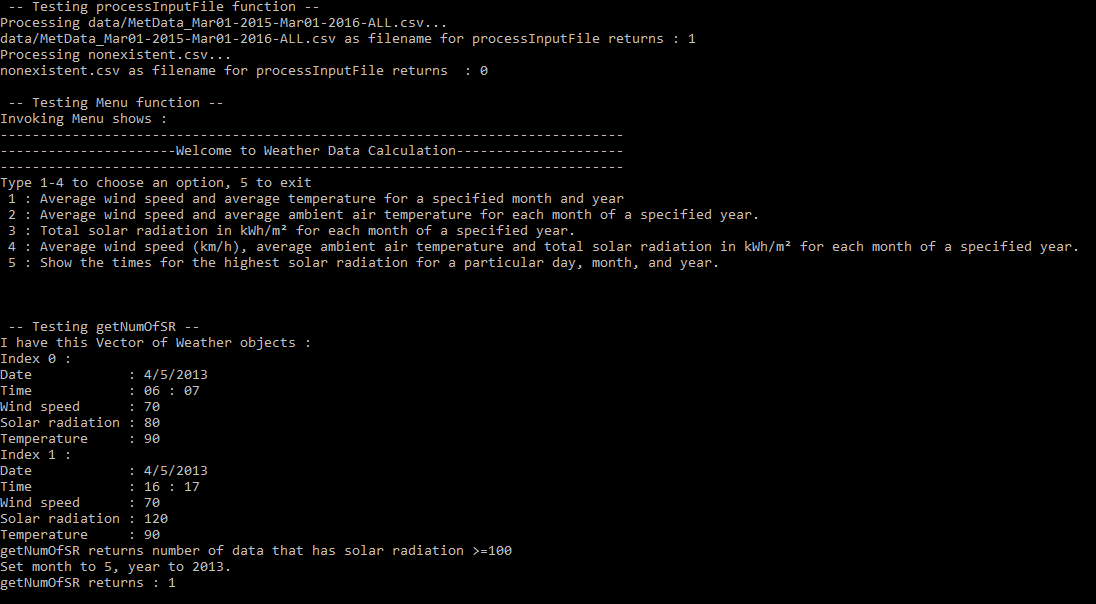 -- Testing processInputFile function --
Processing data/MetData_Mar01-2015-Mar01-2016-ALL.csv...
data/MetData_Mar01-2015-Mar01-2016-ALL.csv as filename for processInputFile returns : 1
Processing nonexistent.csv...
nonexistent.csv as filename for processInputFile returns  : 0
-- Testing Menu function --
Invoking Menu shows :
------------------------------------------------------------------------------
----------------------Welcome to Weather Data Calculation---------------------
------------------------------------------------------------------------------
Type 1-4 to choose an option, 5 to exit
1 : Average wind speed and average temperature for a specified month and year
2 : Average wind speed and average ambient air temperature for each month of a specified year.
3 : Total solar radiation in kWh/m² for each month of a specified year.
4 : Average wind speed (km/h), average ambient air temperature and total solar radiation in kWh/m² for each month of a specified year.
5 : Show the times for the highest solar radiation for a particular day, month, and year.
-- Testing getNumOfSR --
I have this Vector of Weather objects :
Index 0 :
Date            : 4/5/2013
Time            : 06 : 07
Wind speed      : 70
Solar radiation : 80
Temperature     : 90
Index 1 :
Date            : 4/5/2013
Time            : 16 : 17
Wind speed      : 70
Solar radiation : 120
Temperature     : 90
getNumOfSR returns number of data that has solar radiation >=100
Set month to 5, year to 2013.
getNumOfSR returns : 1